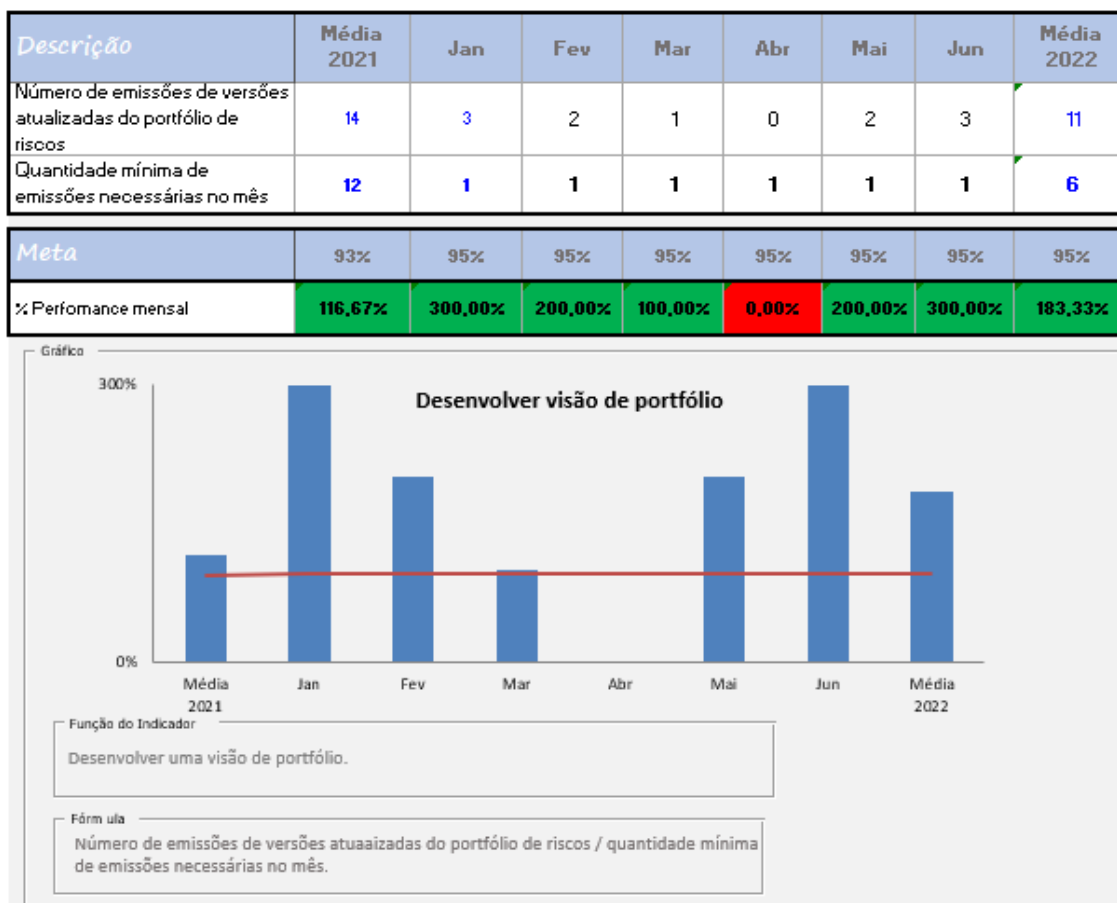 Descrição Média 2021 Jan Fev Mar Abr Mai Jun Média 2022
Número de emissões de versões
atualizadas do portfólio de
riscos
14 3 2 1 0 2 3 11
Quantidade mínima de
emissões necessárias no mês
12 1 1 1 1 1 1 6
Meta 93% 95% 95% 95% 95% 95% 95% 95%
% Perfomance mensal 116,67% 300,00% 200,00% 100,00% 0,00% 200,00% 300,00% 183,33%
Gráfico
300%
Desenvolver visão de portfólio
0%
Média 2021 Jan Fev Mar Abr Mai Jun Média 2022
Função do Indicador
Desenvolver uma visão de portfólio.
Fórm ula
Número de emissões de versões atuaaizadas do portfólio de riscos / quantidade mínima
de emissões necessárias no mês.